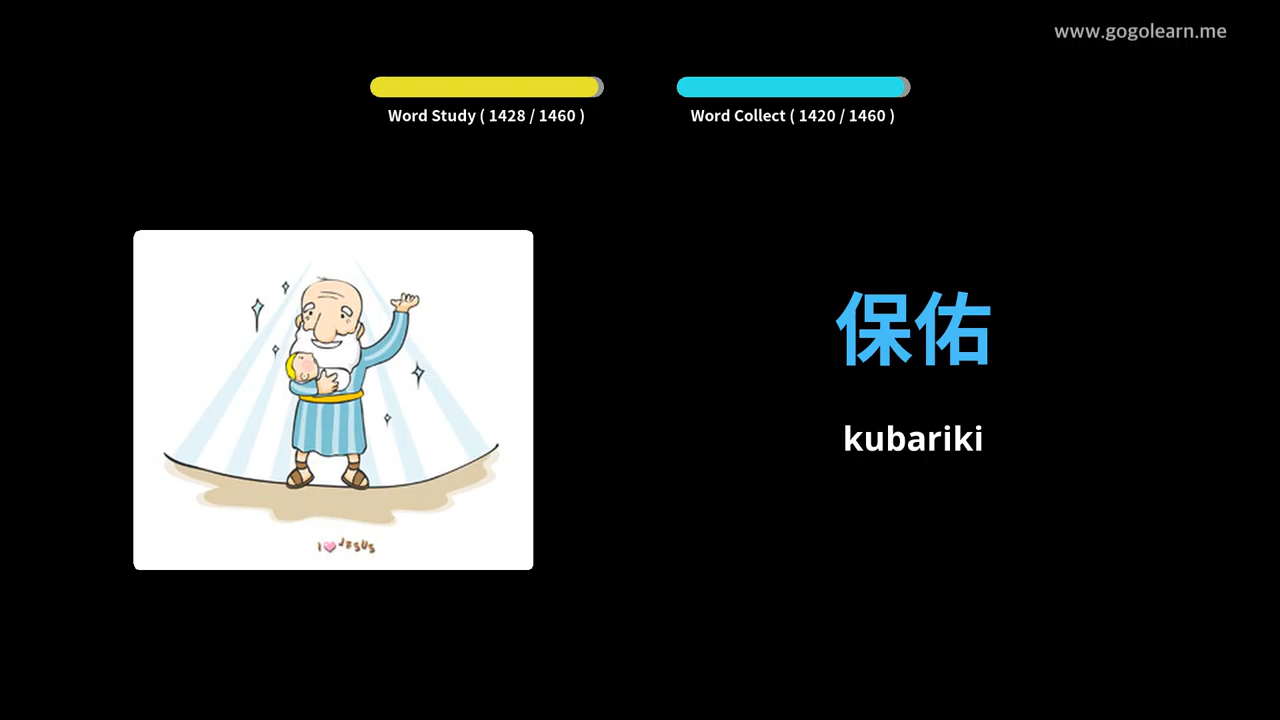 www.gogolearn.me
Word Study ( 1428 / 1460 )
Word Collect ( 1420 / 1460 )
保佑
kubariki
I JESUS